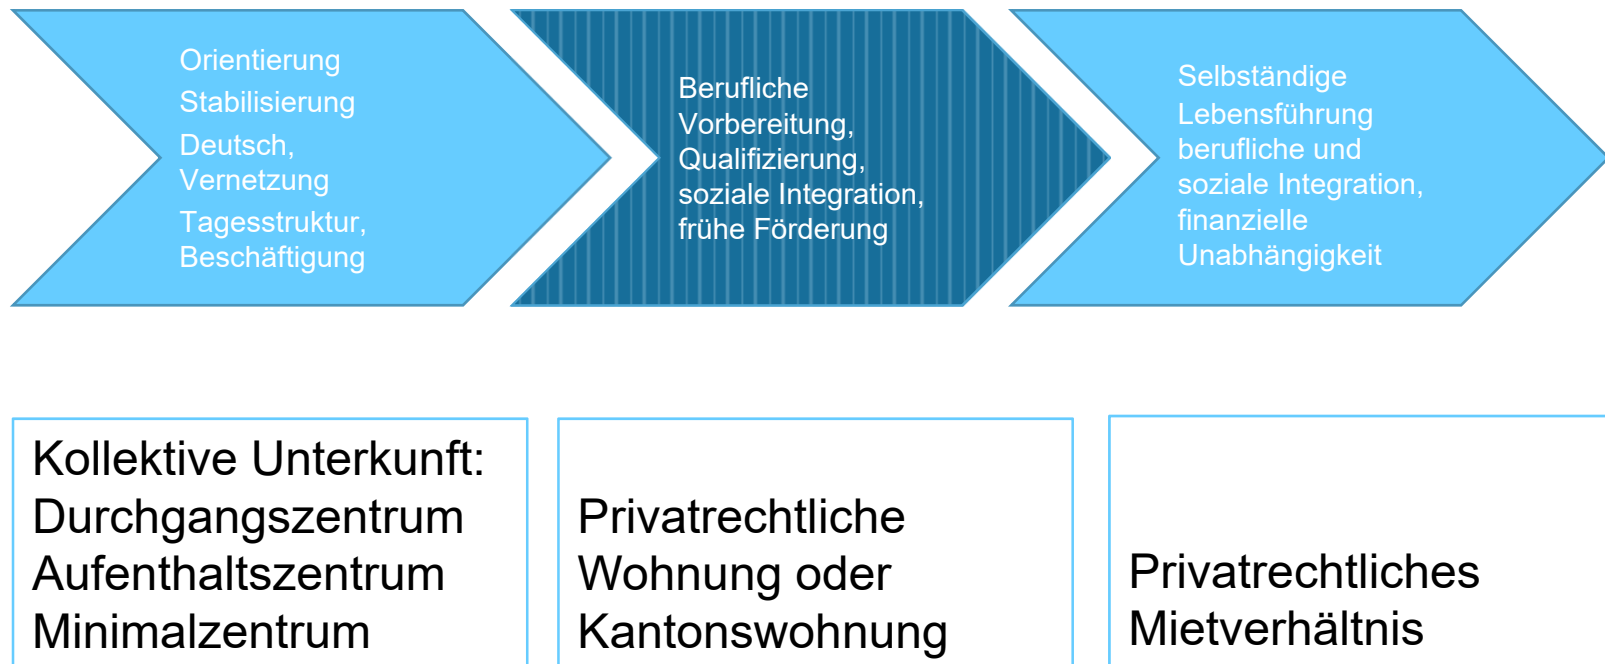 Orientierung
Stabilisierung
Deutsch,
Vernetzung
Tagesstruktur,
Beschäftigung
Berufliche
Vorbereitung,
Qualifizierung,
soziale Integration,
frühe Förderung
Selbständige
Lebensführung
berufliche und
soziale Integration,
finanzielle
Unabhängigkeit
Kollektive Unterkunft:
Durchgangszentrum
Aufenthaltszentrum
Minimalzentrum
Privatrechtliche
Wohnung oder
Kantonswohnung
Privatrechtliches
Mietverhältnis